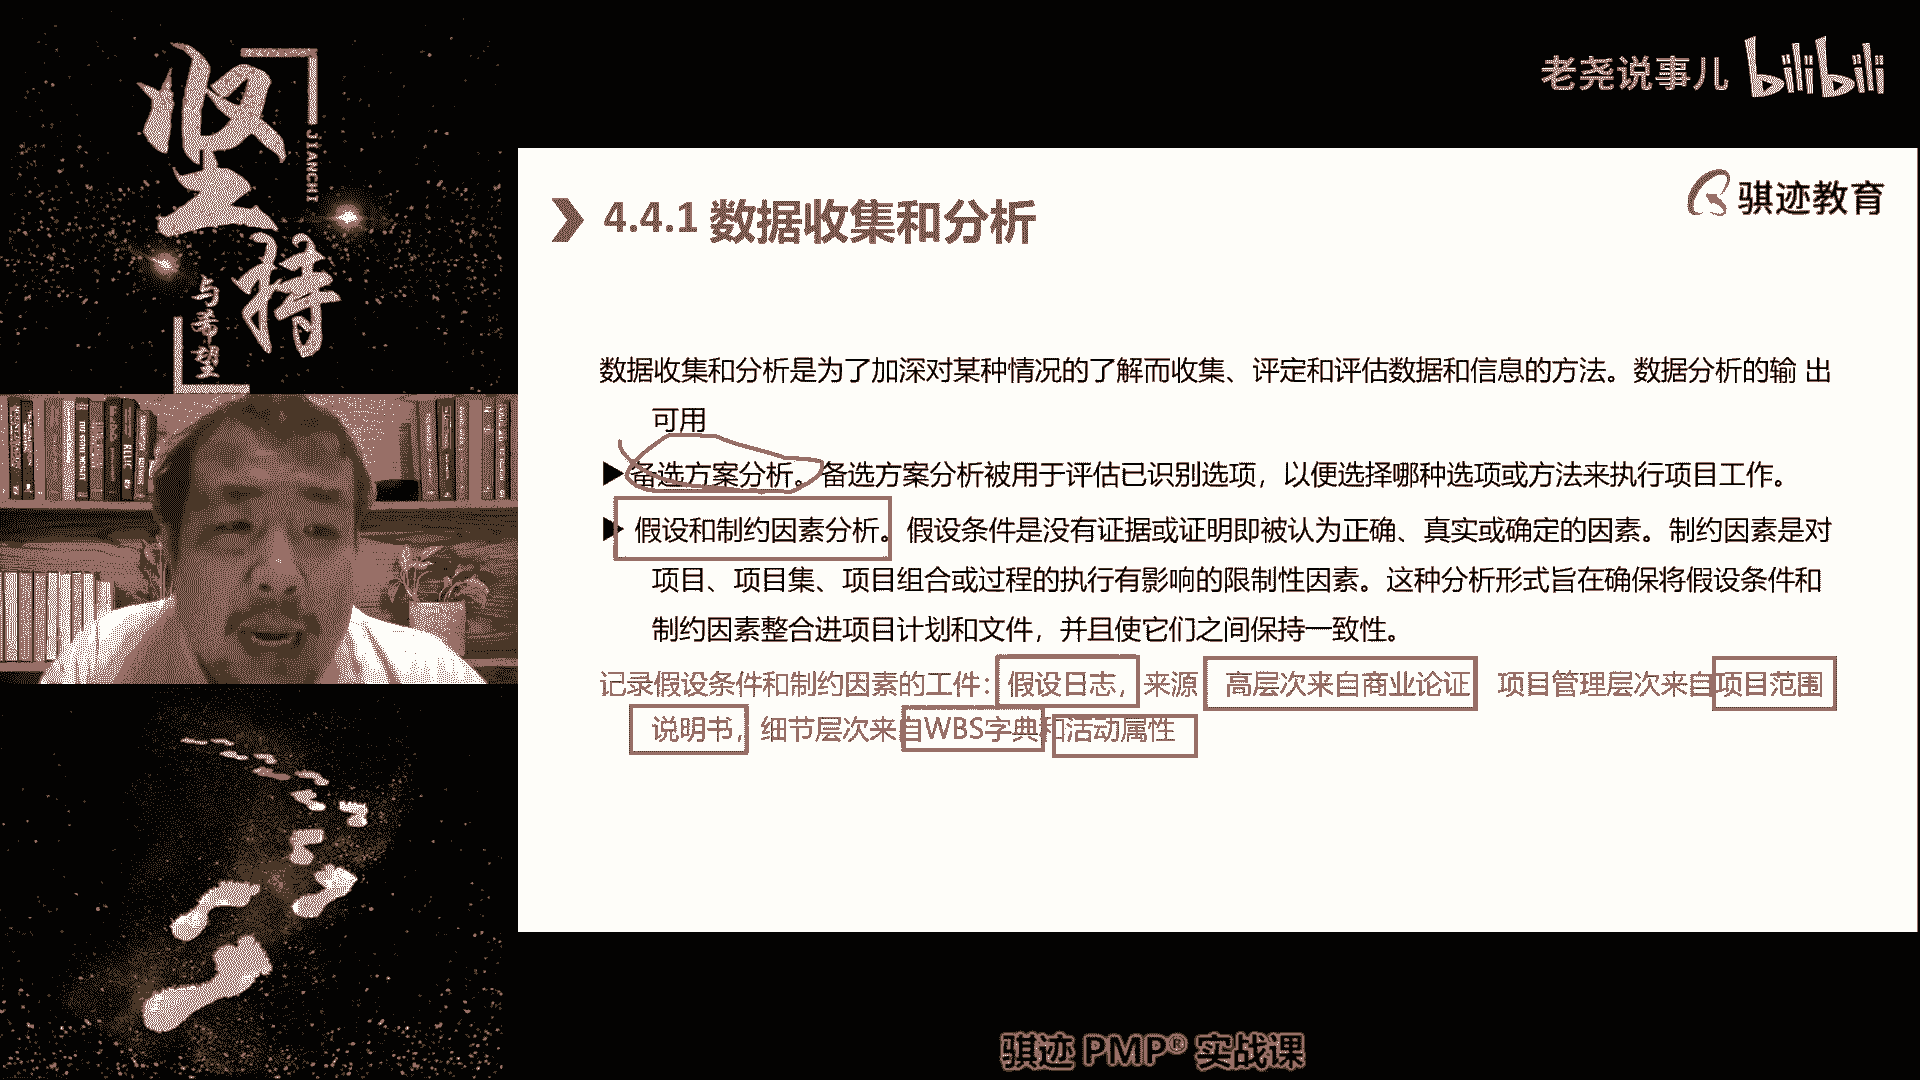 坚持
JIANCHI
与希望
老尧说事儿 bilibili
骐迹教育
4.4.1 数据收集和分析
数据收集和分析是为了加深对某种情况的了解而收集、评定和评估数据和信息的方法。数据分析的输 出
可用
备选方案分析。备选方案分析被用于评估已识别选项，以便选择哪种选项或方法来执行项目工作。
假设和制约因素分析。假设条件是没有证据或证明即被认为正确、真实或确定的因素。制约因素是对
项目、项目集、项目组合或过程的执行有影响的限制性因素。这种分析形式旨在确保将假设条件和
制约因素整合进项目计划和文件，并且使它们之间保持一致性。
记录假设条件和制约因素的工件：假设日志，来源 高层次来自商业论证 项目管理层次来自项目范围
说明书，细节层次来自WBS字典和活动属性
骐迹 PMP® 实战课